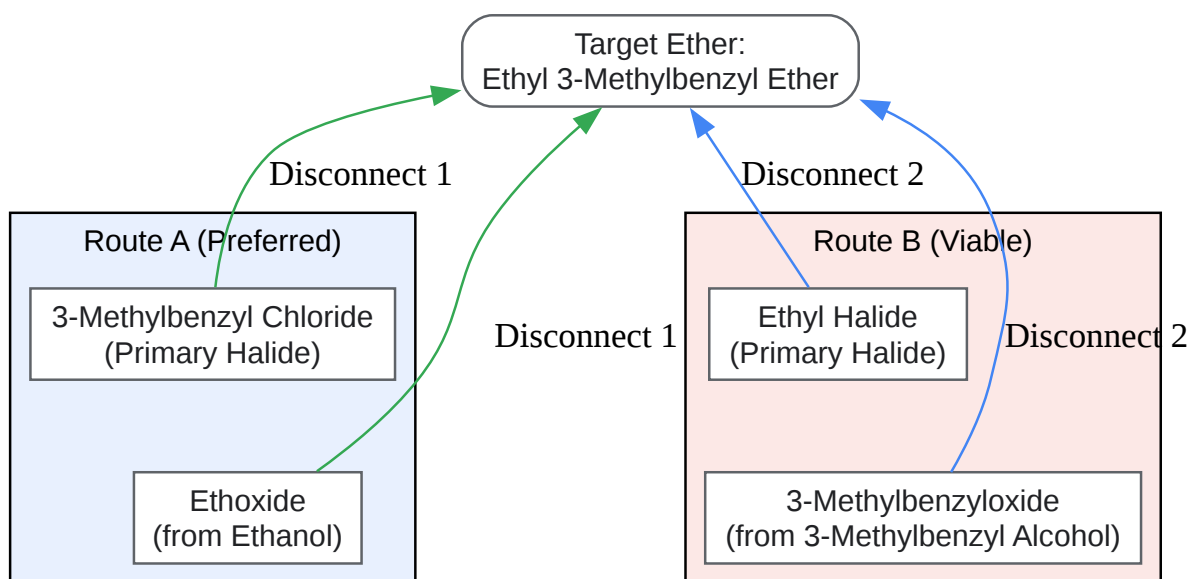 Target Ether:
Ethyl 3-Methylbenzyl Ether
Disconnect 1
Disconnect 2
Route A (Preferred)
Route B (Viable)
3-Methylbenzyl Chloride
(Primary Halide)
Disconnect 1
Ethyl Halide
(Primary Halide)
Disconnect 2
Ethoxide
(from Ethanol)
3-Methylbenzyloxide
(from 3-Methylbenzyl Alcohol)